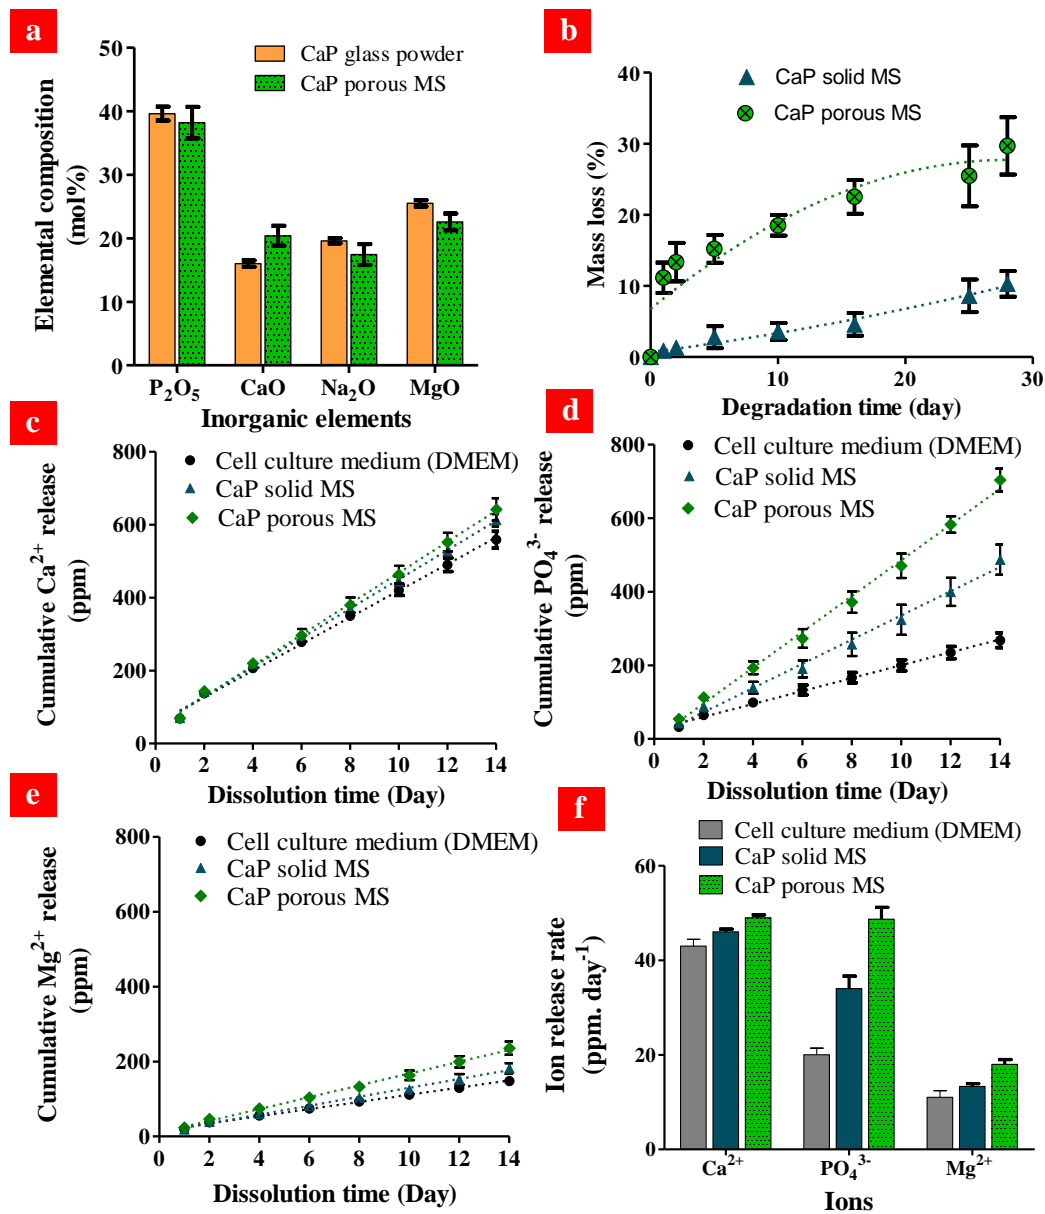 a
CaP glass powder
CaP porous MS
Elemental composition
(mol%)
50
40
30
20
10
0
P₂O₅ CaO Na₂O MgO
Inorganic elements
b
CaP solid MS
CaP porous MS
Mass loss (%)
40
30
20
10
0
0 10 20 30
Degradation time (day)
c
Cell culture medium (DMEM)
CaP solid MS
CaP porous MS
Cumulative Ca²⁺ release
(ppm)
800
600
400
200
0
0 2 4 6 8 10 12 14
Dissolution time (Day)
d
Cell culture medium (DMEM)
CaP solid MS
CaP porous MS
Cumulative PO₄³⁻ release
(ppm)
800
600
400
200
0
0 2 4 6 8 10 12 14
Dissolution time (Day)
e
Cell culture medium (DMEM)
CaP solid MS
CaP porous MS
Cumulative Mg²⁺ release
(ppm)
800
600
400
200
0
0 2 4 6 8 10 12 14
Dissolution time (Day)
f
Cell culture medium (DMEM)
CaP solid MS
CaP porous MS
Ion release rate
(ppm. day⁻¹)
60
40
20
0
Ca²⁺ PO₄³⁻ Mg²⁺
Ions